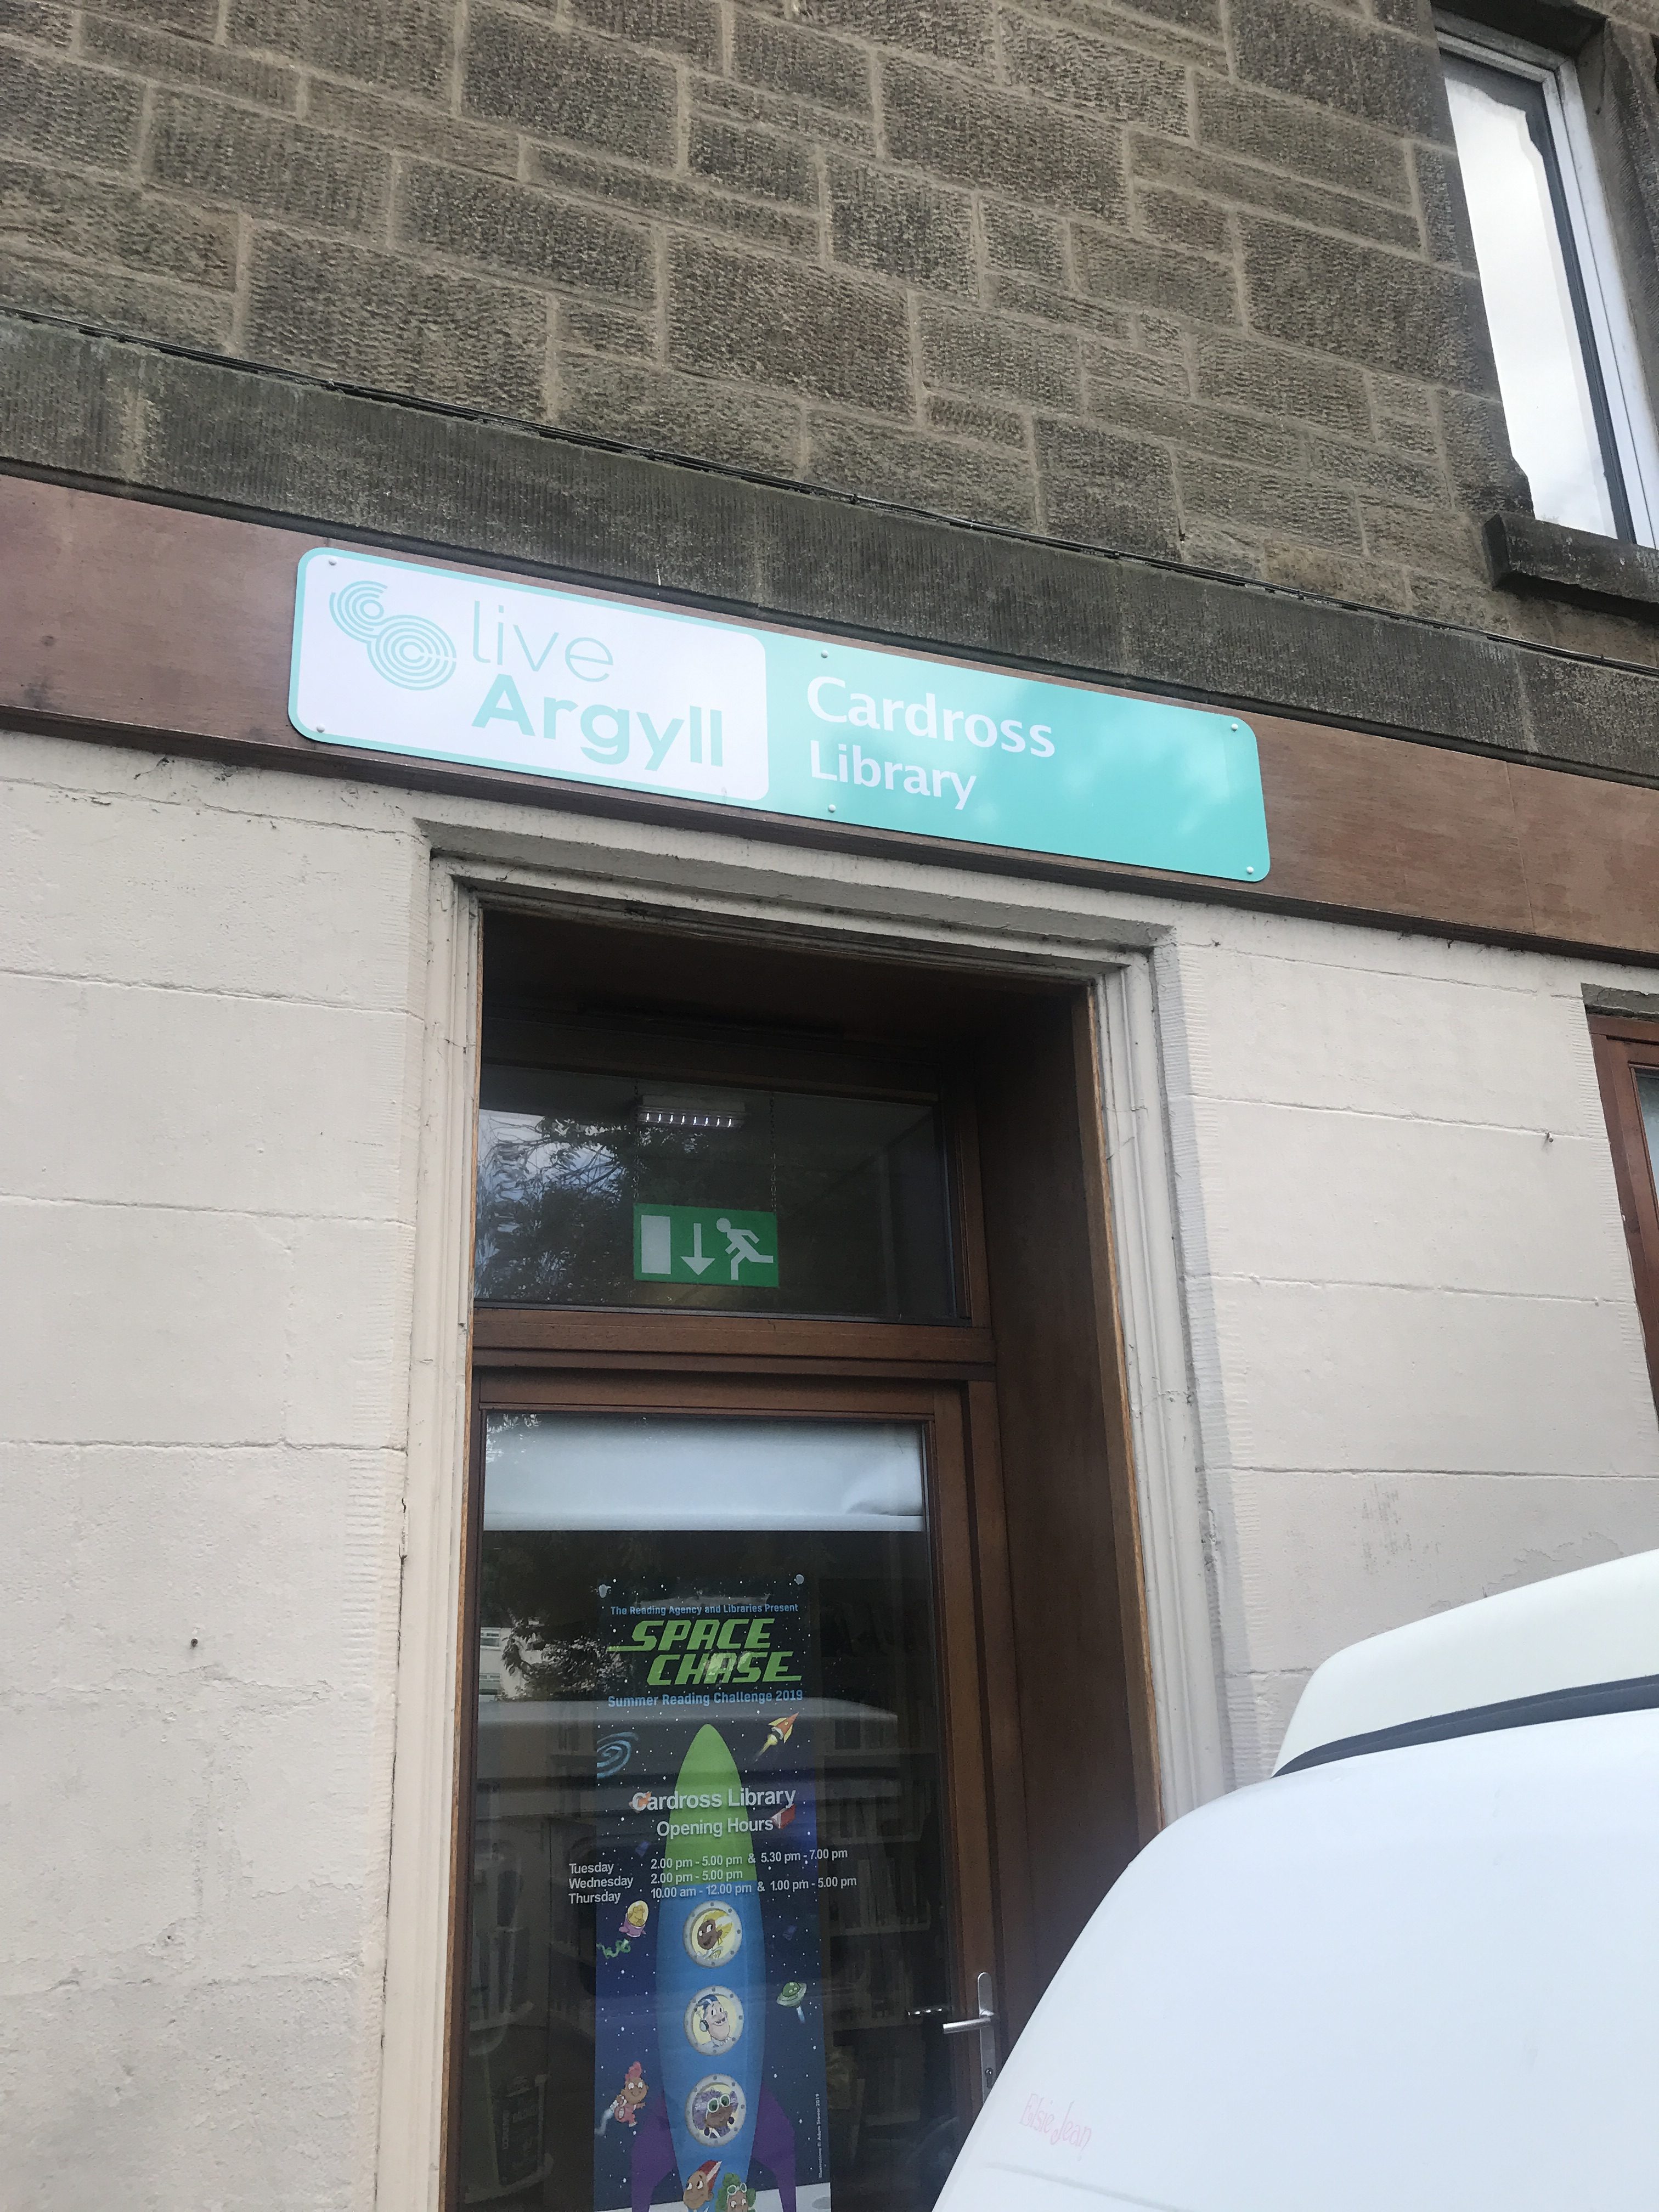 live
Argyll
Cardross
Library
The Reading Agency and Libraries Present
SPACE
CHASE
Summer Reading Challenge 2019
Cardross Library
Opening Hours
Tuesday 2.00 pm - 5.00 pm & 5.30 pm - 7.00 pm
Wednesday 2.00 pm - 5.00 pm
Thursday 10.00 am - 12.00 pm & 1.00 pm - 5.00 pm
Elsie Jean